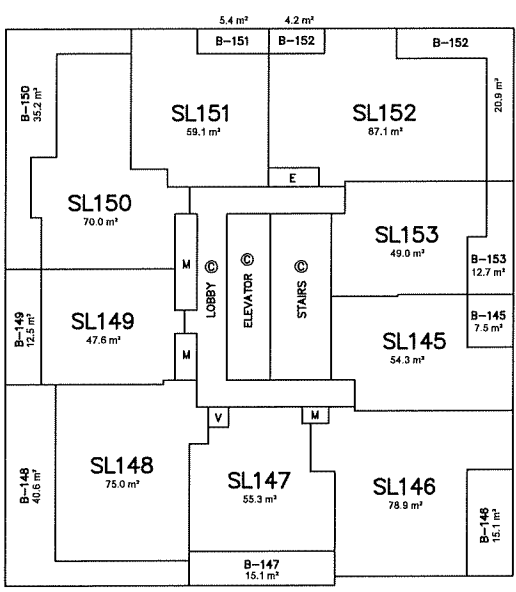 5.4 m²
4.2 m²
B-151
B-152
B-152
B-150
35.2 m²
SL151
59.1 m²
SL152
87.1 m²
20.9 m²
E
SL150
70.0 m²
SL153
49.0 m²
M
LOBBY ©
ELEVATOR ©
STAIRS ©
B-153
12.7 m²
B-149
12.5 m²
SL149
47.6 m²
M
SL145
54.3 m²
B-145
7.5 m²
V
M
B-148
40.6 m²
SL148
75.0 m²
SL147
55.3 m²
SL146
78.9 m²
B-146
15.1 m²
B-147
15.1 m²